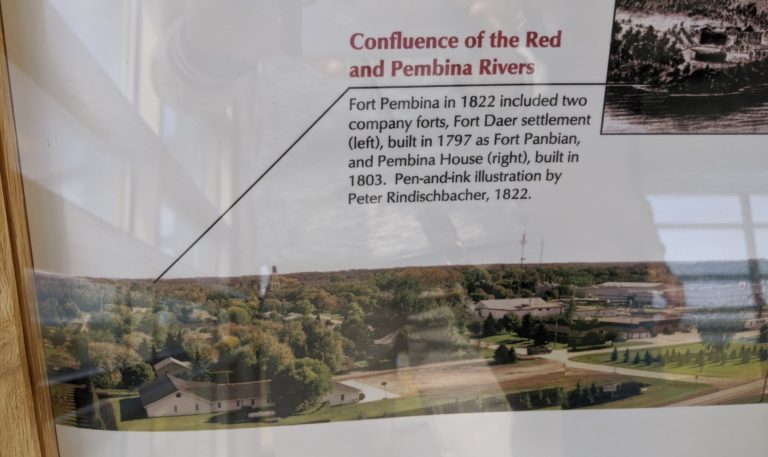 Confluence of the Red
and Pembina Rivers
Fort Pembina in 1822 included two
company forts, Fort Daer settlement
(left), built in 1797 as Fort Panbian,
and Pembina House (right), built in
1803. Pen-and-ink illustration by
Peter Rindischbacher, 1822.